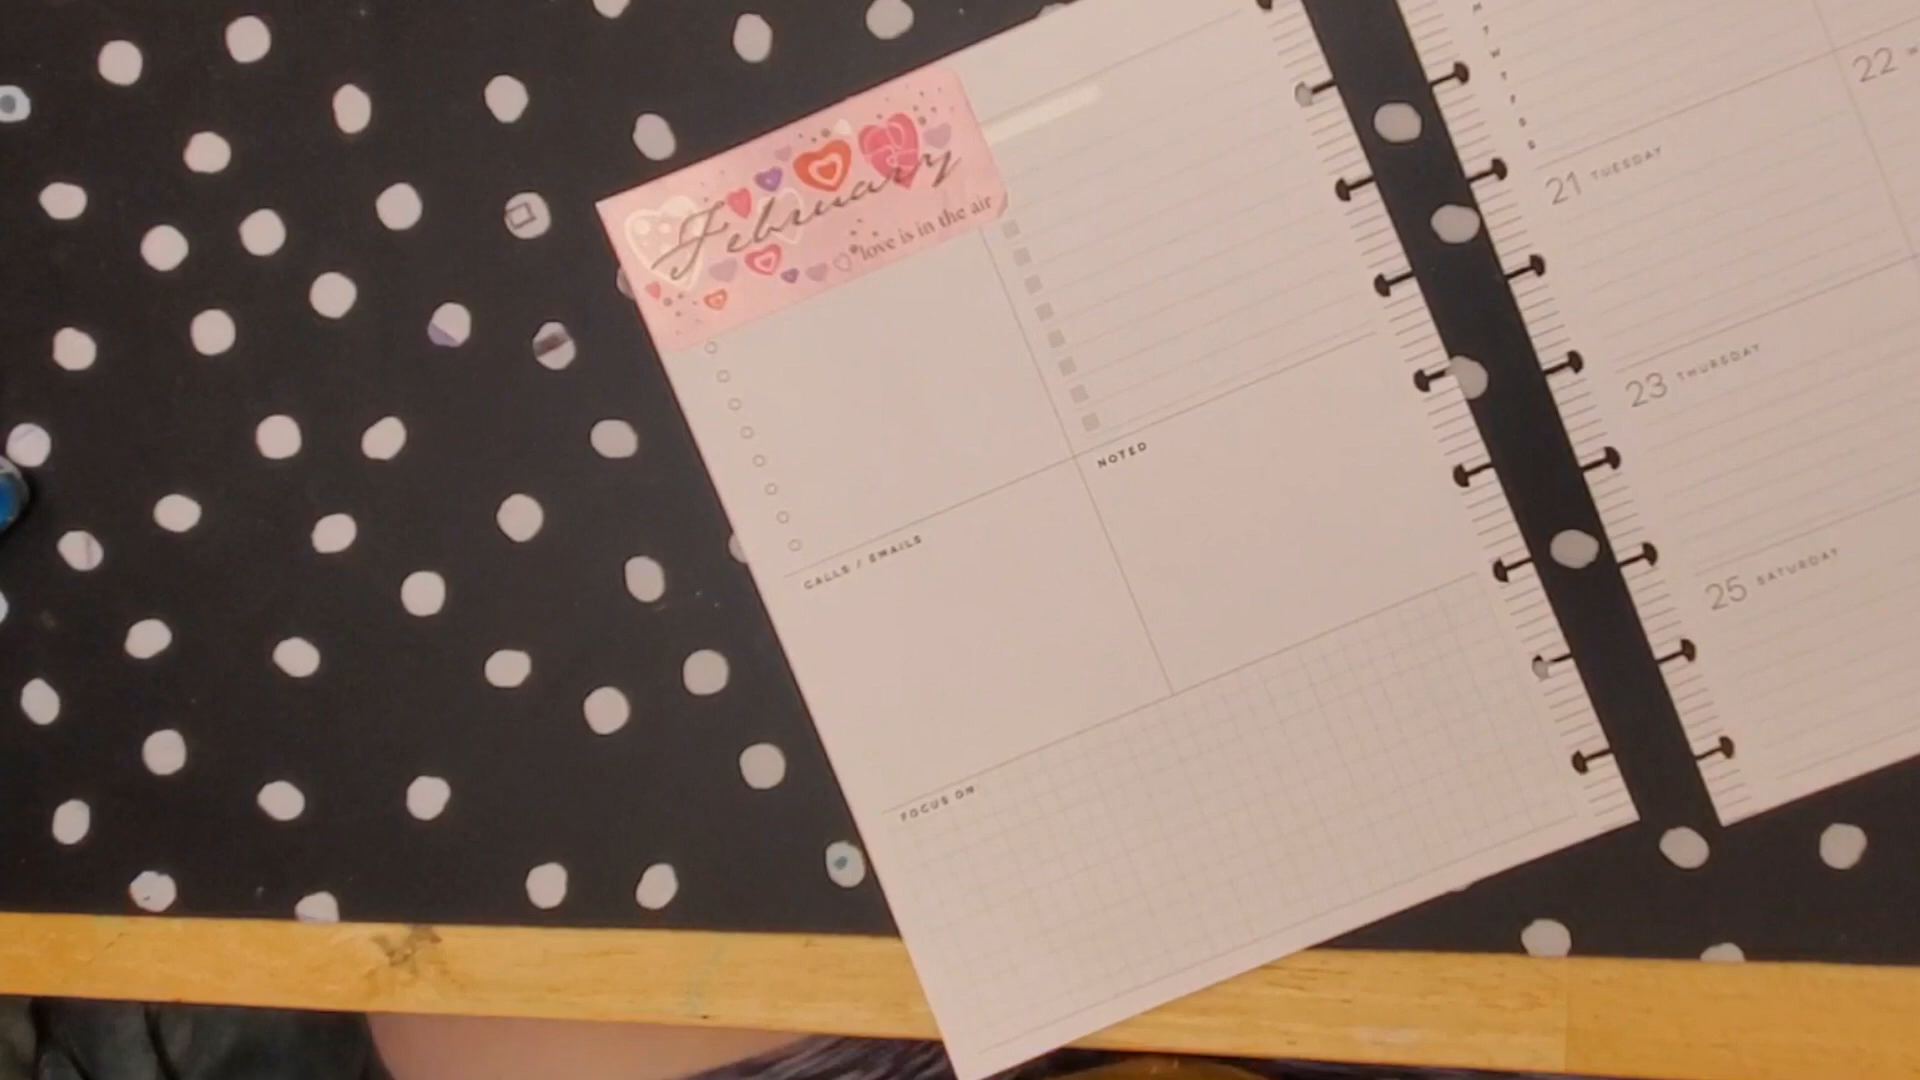 February
love is in the air
NOTED
CALLS / EMAILS
FOCUS ON
M
T
W
T
F
S
S
22
21 TUESDAY
23 THURSDAY
25 SATURDAY